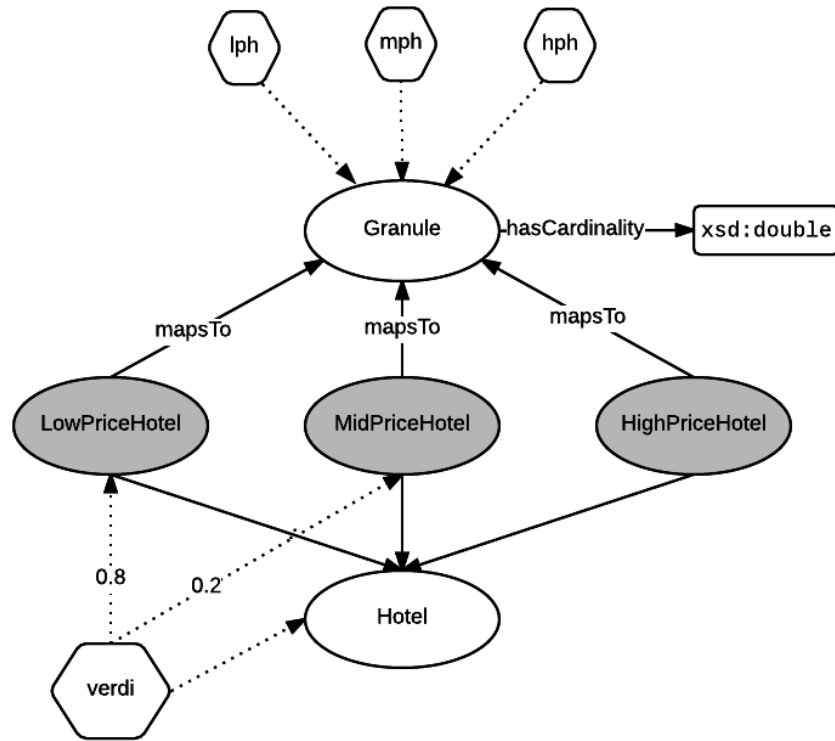 lph
mph
hph
Granule
hasCardinality
xsd:double
mapsTo
mapsTo
mapsTo
LowPriceHotel
MidPriceHotel
HighPriceHotel
0.8
0.2
Hotel
verdi